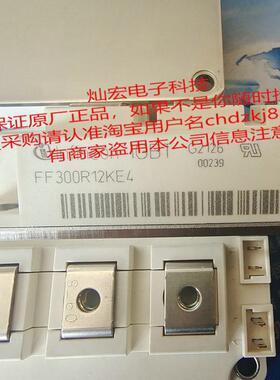 灿宏电子科技
保证原厂正品，如果不是你随时找
采购请认准淘宝用户名chdzkj8
有商家盗用本公司信息注意
G2126
00239
FF300R12KE4